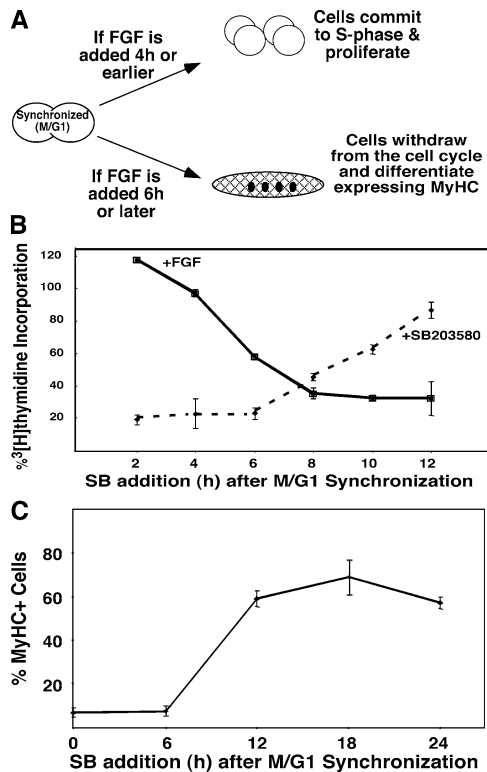 A
If FGF is
added 4h or
earlier
Cells commit
to S-phase &
proliferate
Synchronized
(M/G1)
If FGF is
added 6h
or later
Cells withdraw
from the cell cycle
and differentiate
expressing MyHC
B
%³[H]thymidine Incorporation
120
100
80
60
40
20
+FGF
+SB203580
2 4 6 8 10 12
SB addition (h) after M/G1 Synchronization
C
% MyHC+ Cells
80
60
40
20
0 6 12 18 24
SB addition (h) after M/G1 Synchronization